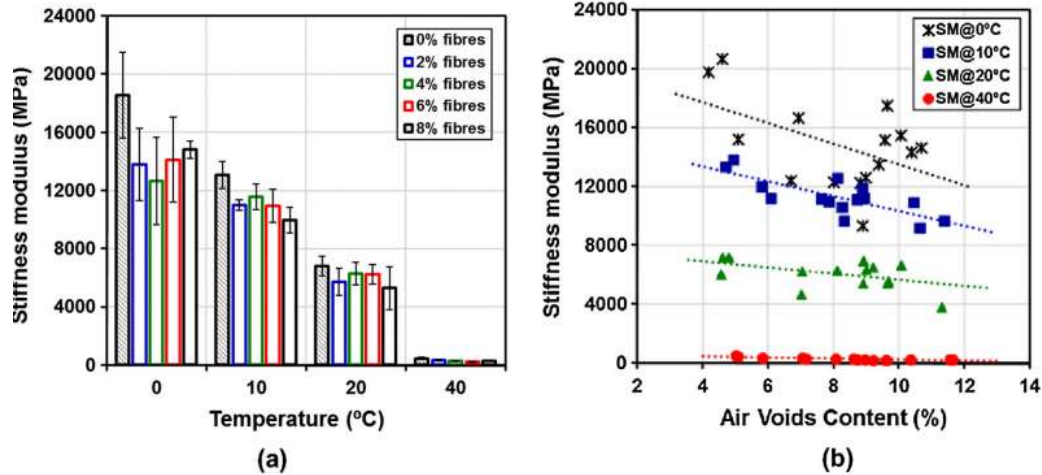 24000
20000
16000
12000
8000
4000
0
Stiffness modulus (MPa)
0% fibres
2% fibres
4% fibres
6% fibres
8% fibres
0 10 20 40
Temperature (ºC)
(a)
24000
20000
16000
12000
8000
4000
0
Stiffness modulus (MPa)
SM@0ºC
SM@10ºC
SM@20ºC
SM@40ºC
2 4 6 8 10 12 14
Air Voids Content (%)
(b)